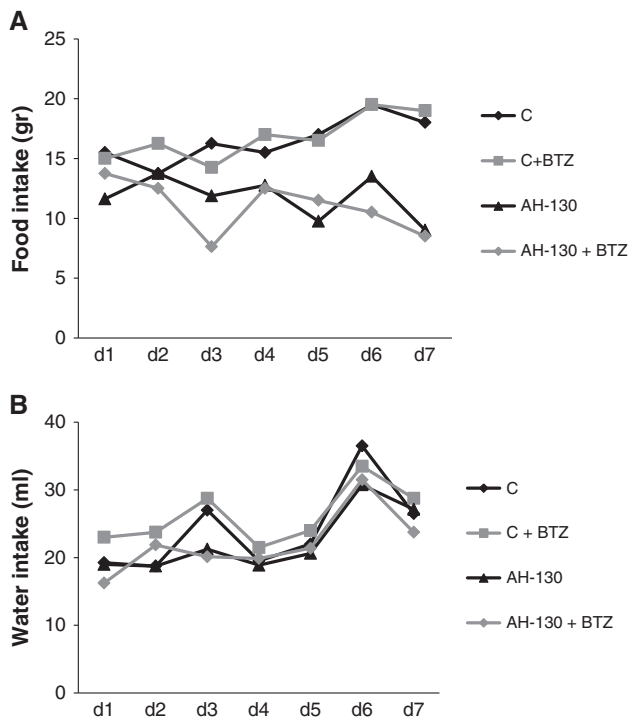 A
Food intake (gr)
25
20
15
10
5
0
d1 d2 d3 d4 d5 d6 d7
C
C+BTZ
AH-130
AH-130 + BTZ
B
Water intake (ml)
40
30
20
10
0
d1 d2 d3 d4 d5 d6 d7
C
C + BTZ
AH-130
AH-130 + BTZ